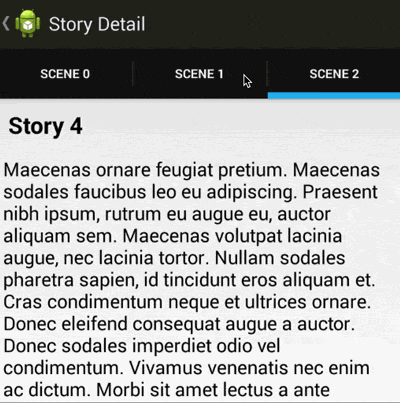 Story Detail
SCENE 0 SCENE 1 SCENE 2
Story 4
Maecenas ornare feugiat pretium. Maecenas
sodales faucibus leo eu adipiscing. Praesent
nibh ipsum, rutrum eu augue eu, auctor
aliquam sem. Maecenas volutpat lacinia
augue, nec lacinia tortor. Nullam sodales
pharetra sapien, id tincidunt eros aliquam et.
Cras condimentum neque et ultrices ornare.
Donec eleifend consequat augue a auctor.
Donec sodales imperdiet odio vel
condimentum. Vivamus venenatis nec enim
ac dictum. Morbi sit amet lectus a ante